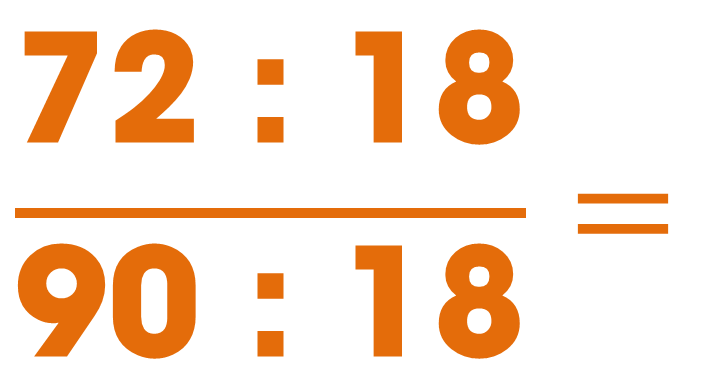 72 : 18
=
90 : 18